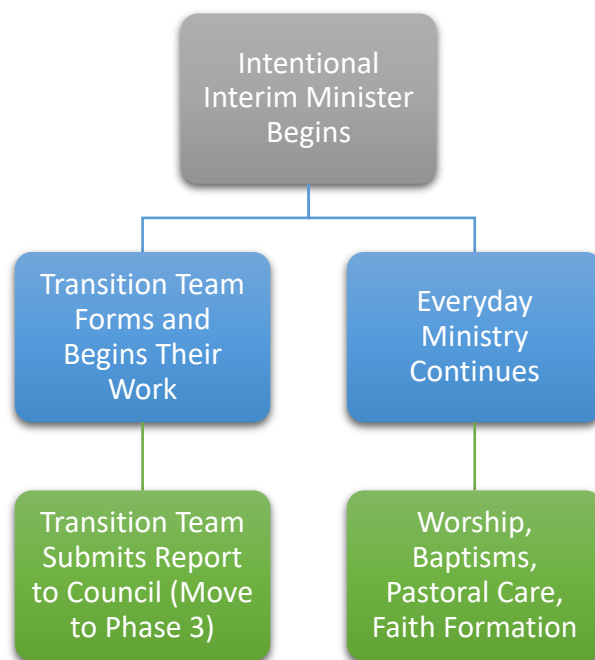 Intentional
Interim Minister
Begins
Transition Team
Forms and
Begins Their
Work
Everyday
Ministry
Continues
Transition Team
Submits Report
to Council (Move
to Phase 3)
Worship,
Baptisms,
Pastoral Care,
Faith Formation